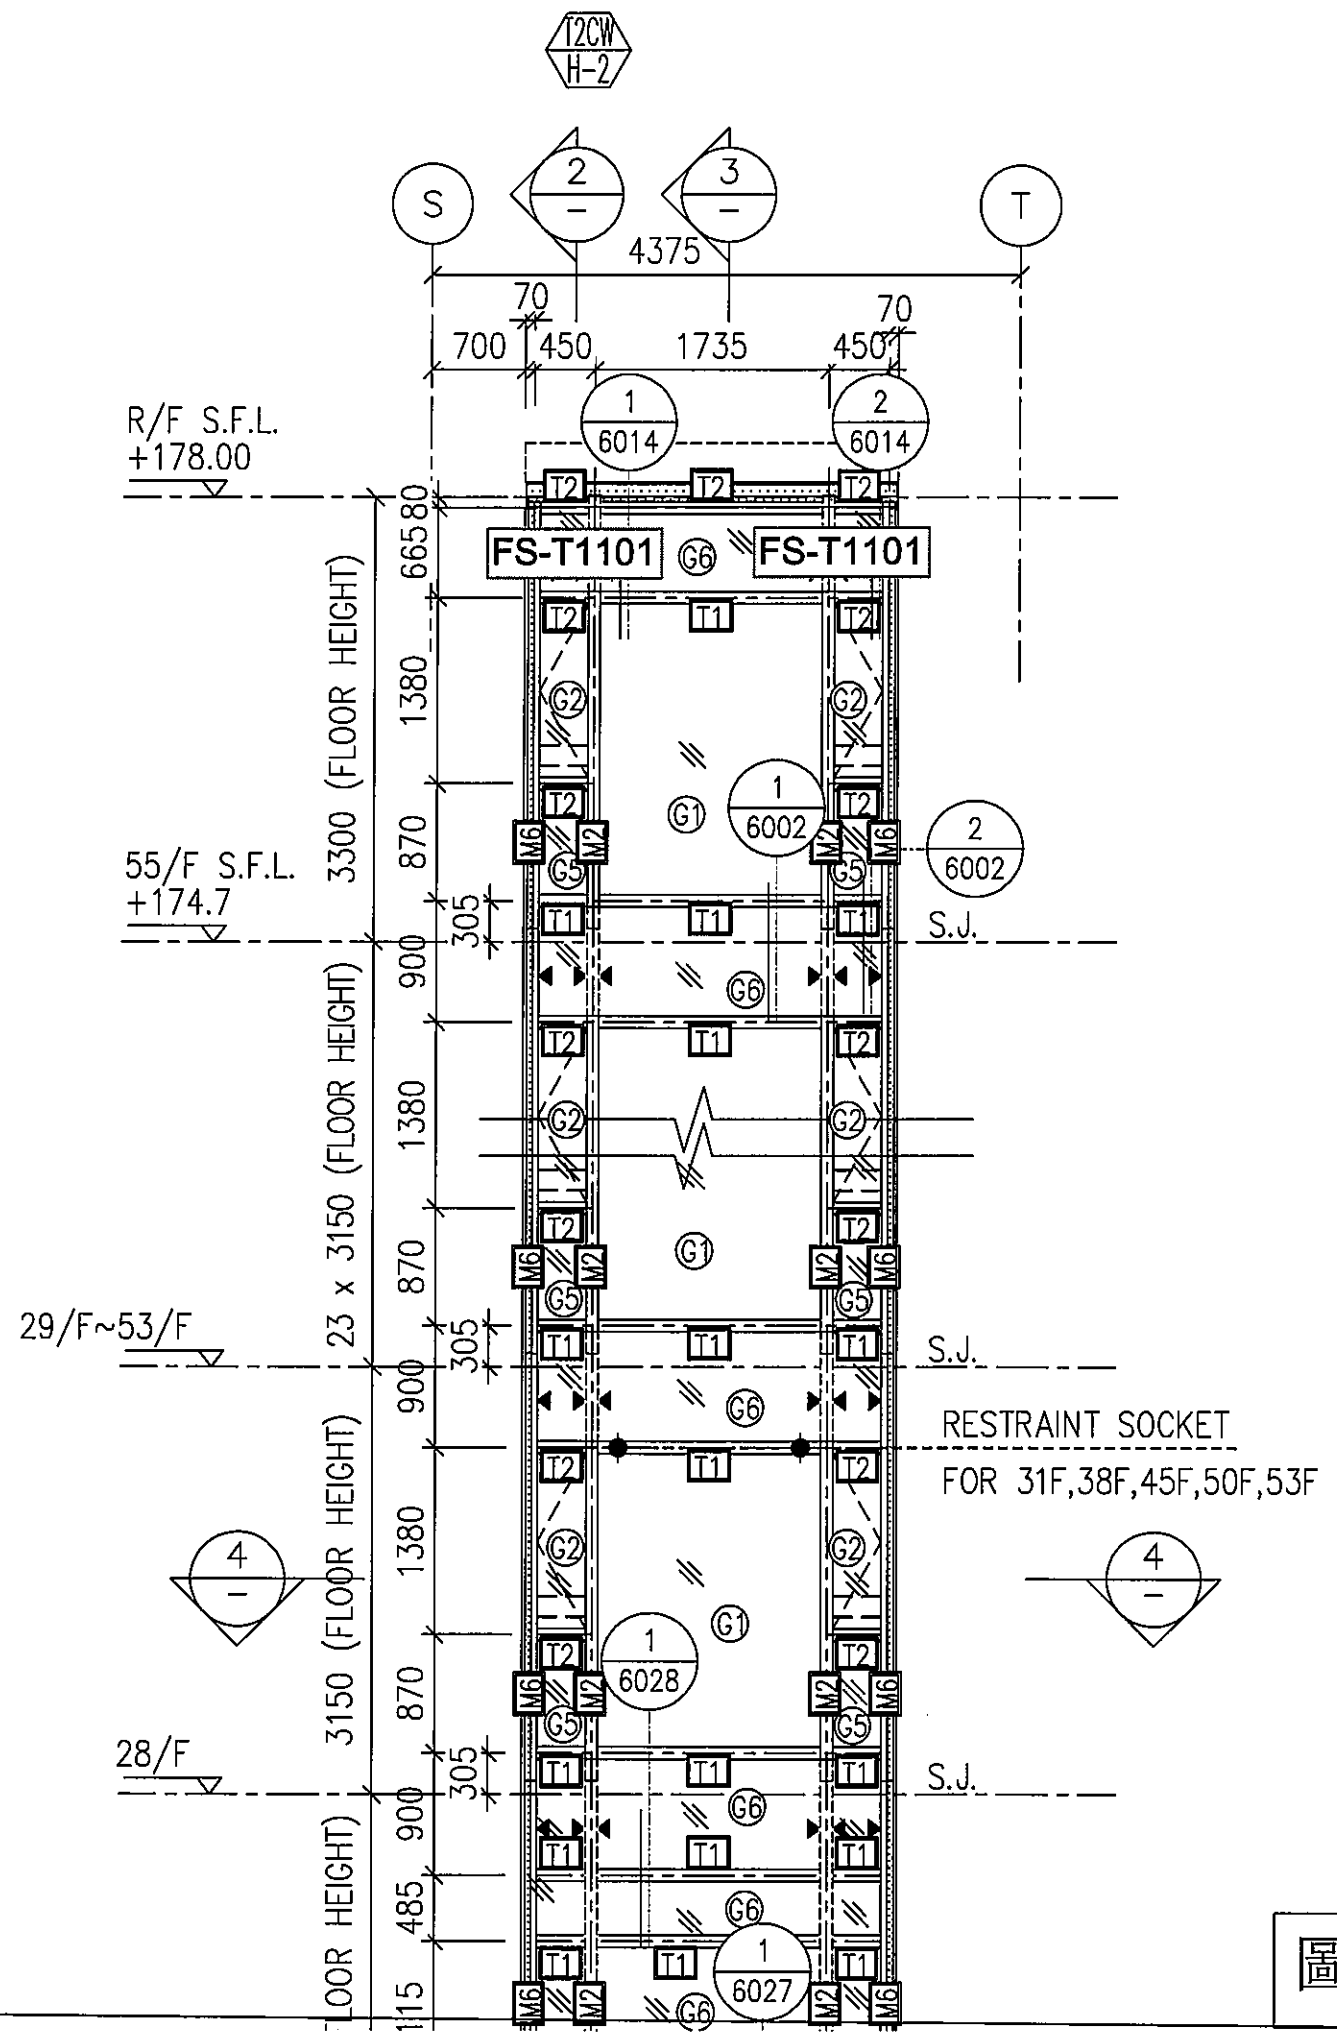 T2CW
H-2
S
2
–
3
–
T
4375
70
70
700
450
1735
450
1
6014
2
6014
R/F S.F.L.
+178.00
T2
T2
T2
80
665
FS-T1101
G6
FS-T1101
T2
T1
T2
3300 (FLOOR HEIGHT)
1380
G2
G2
G1
1
6002
T2
T2
M6
M2
M2
M6
2
6002
870
G5
G5
55/F S.F.L.
+174.7
305
T1
T1
T1
S.J.
900
G6
T2
T1
T2
23 x 3150 (FLOOR HEIGHT)
1380
G2
G2
T2
T2
G1
M6
M2
M2
M6
870
G5
G5
29/F~53/F
305
T1
T1
T1
S.J.
900
G6
RESTRAINT SOCKET
FOR 31F,38F,45F,50F,53F
T2
T1
T2
3150 (FLOOR HEIGHT)
1380
G2
G2
4
–
4
–
G1
1
6028
T2
T2
M6
M2
M2
M6
870
G5
G5
28/F
305
T1
T1
T1
S.J.
900
G6
T1
T1
T1
485
G6
LOOR HEIGHT)
T1
T1
1
6027
T1
115
M6
M2
G6
M2
M6
圖